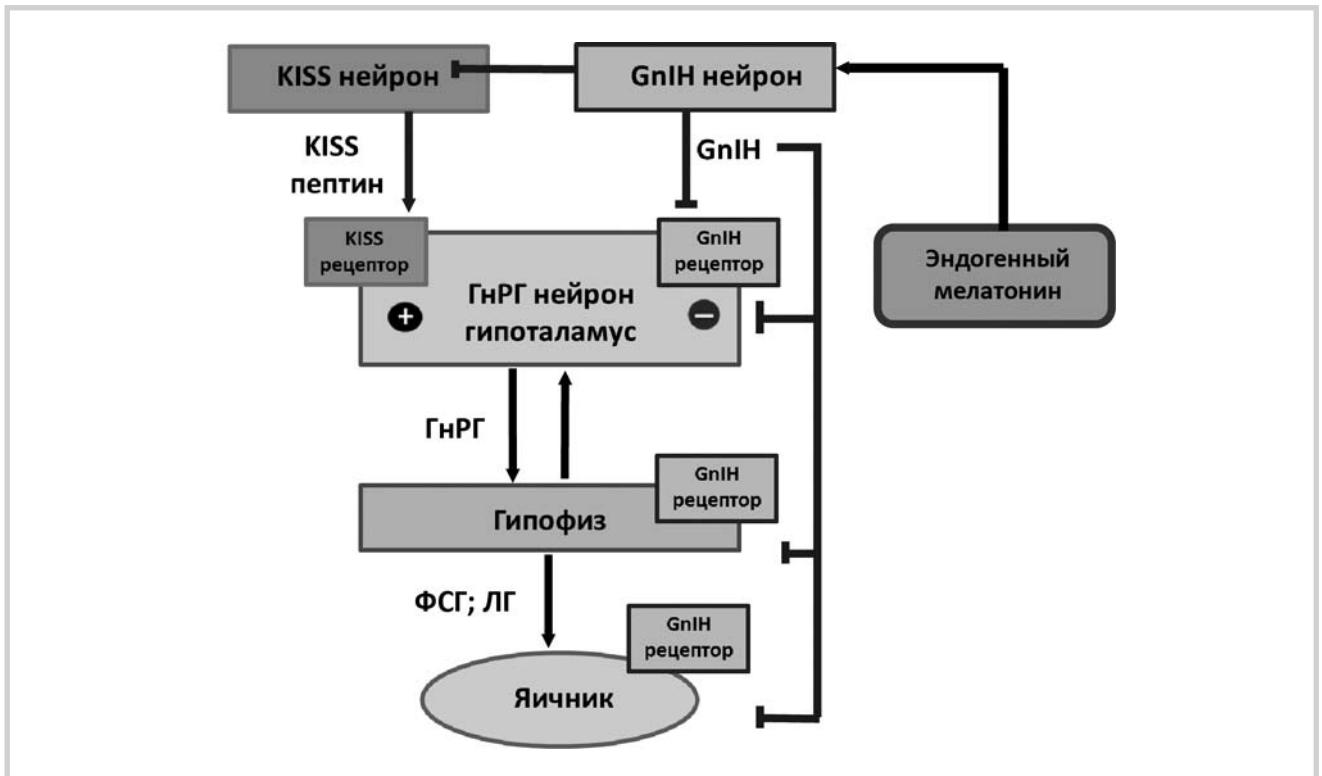 KISS нейрон
GnIH нейрон
KISS
пептин
GnIH
KISS
рецептор
GnIH
рецептор
Эндогенный
мелатонин
ГнРГ нейрон
гипоталамус
+
−
ГнРГ
GnIH
рецептор
Гипофиз
ФСГ; ЛГ
GnIH
рецептор
Яичник